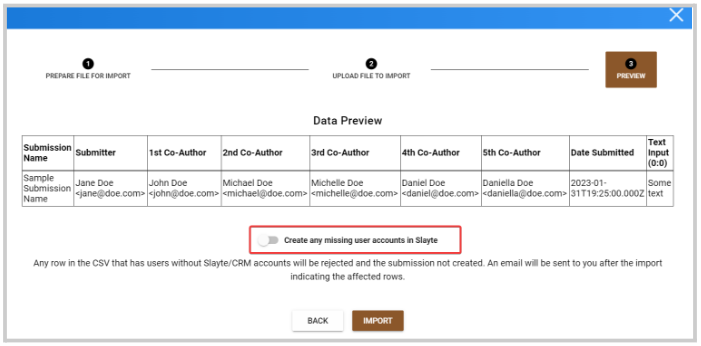 1 2 3
PREPARE FILE FOR IMPORT UPLOAD FILE TO IMPORT PREVIEW
Data Preview
Submission Name Submitter 1st Co-Author 2nd Co-Author 3rd Co-Author 4th Co-Author 5th Co-Author Date Submitted Text Input (0:0)
Sample Submission Name Jane Doe <jane@doe.com> John Doe <john@doe.com> Michael Doe <michael@doe.com> Michelle Doe <michelle@doe.com> Daniel Doe <daniel@doe.com> Daniella Doe <daniella@doe.com> 2023-01-31T19:25:00.000Z Some text
Create any missing user accounts in Slayte
Any row in the CSV that has users without Slayte/CRM accounts will be rejected and the submission not created. An email will be sent to you after the import
indicating the affected rows.
BACK IMPORT